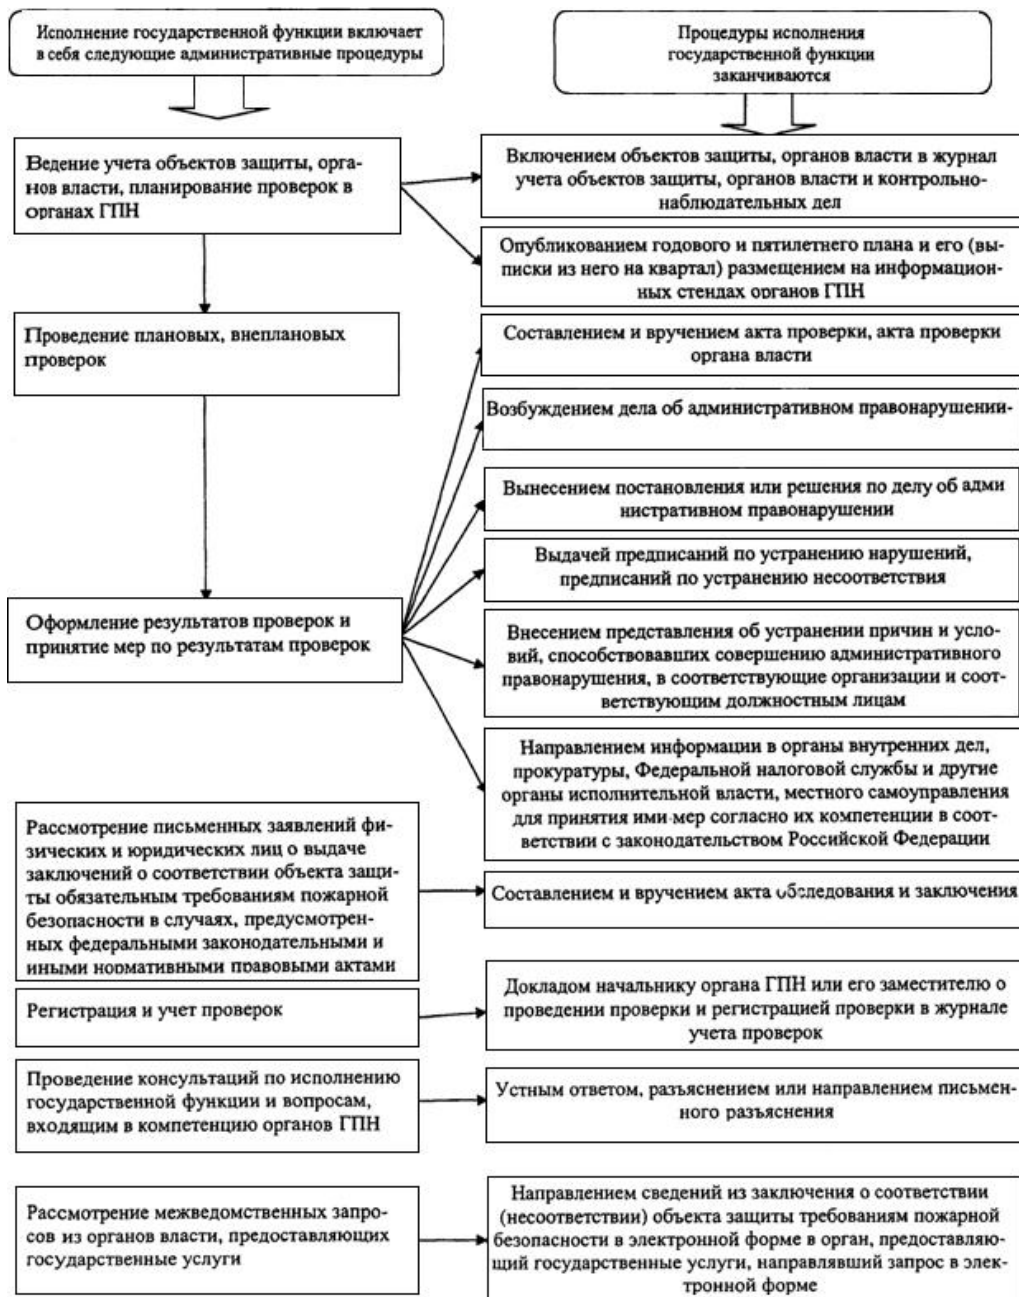 Исполнение государственной функции включает
в себя следующие административные процедуры
Процедуры исполнения
государственной функции
заканчиваются
Ведение учета объектов защиты, орга-
нов власти, планирование проверок в
органах ГПН
Включением объектов защиты, органов власти в журнал
учета объектов защиты, органов власти и контрольно-
наблюдательных дел
Опубликованием годового и пятилетнего плана и его (вы-
писки из него на квартал) размещением на информацион-
ных стендах органов ГПН
Проведение плановых, внеплановых
проверок
Составлением и вручением акта проверки, акта проверки
органа власти
Возбуждением дела об административном правонарушении-
Вынесением постановления или решения по делу об адми
нистративном правонарушении
Выдачей предписаний по устранению нарушений,
предписаний по устранению несоответствия
Оформление результатов проверок и
принятие мер по результатам проверок
Внесением представления об устранении причин и усло-
вий, способствовавших совершению административного
правонарушения, в соответствующие организации и соот-
ветствующим должностным лицам
Направлением информации в органы внутренних дел,
прокуратуры, Федеральной налоговой службы и другие
органы исполнительной власти, местного самоуправления
для принятия ими мер согласно их компетенции в соот-
ветствии с законодательством Российской Федерации
Рассмотрение письменных заявлений фи-
зических и юридических лиц о выдаче
заключений о соответствии объекта защи-
ты обязательным требованиям пожарной
безопасности в случаях, предусмотрен-
ных федеральными законодательными и
иными нормативными правовыми актами
Составлением и вручением акта обследования и заключения
Регистрация и учет проверок
Докладом начальнику органа ГПН или его заместителю о
проведении проверки и регистрацией проверки в журнале
учета проверок
Проведение консультаций по исполнению
государственной функции и вопросам,
входящим в компетенцию органов ГПН
Устным ответом, разъяснением или направлением письмен-
ного разъяснения
Рассмотрение межведомственных запро-
сов из органов власти, предоставляющих
государственные услуги
Направлением сведений из заключения о соответствии
(несоответствии) объекта защиты требованиям пожарной
безопасности в электронной форме в орган, предоставляю-
щий государственные услуги, направлявший запрос в элек-
тронной форме